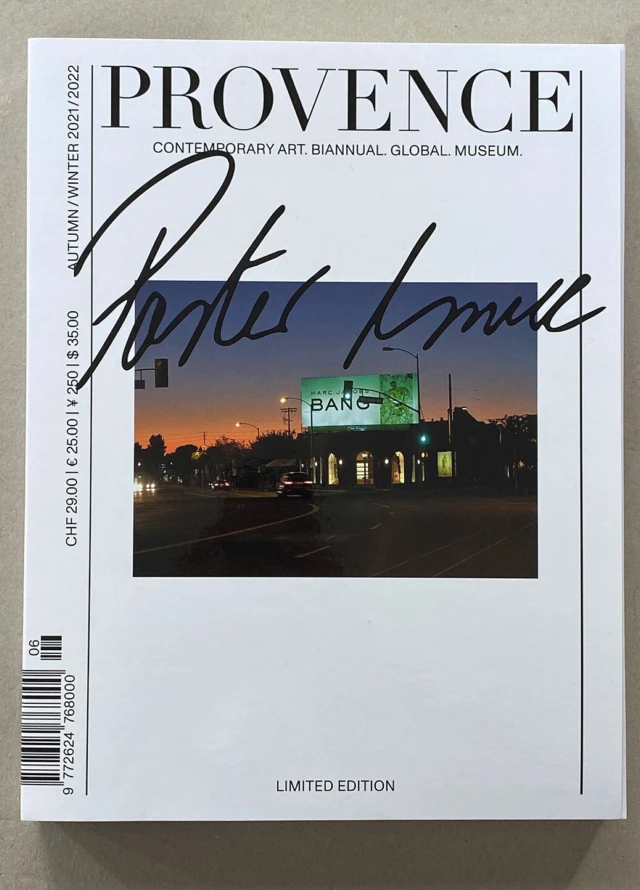 PROVENCE
CONTEMPORARY ART. BIANNUAL. GLOBAL. MUSEUM.
AUTUMN/WINTER 2021/2022
CHF 29.00 | € 25.00 | ¥ 250 | $ 35.00
MARC JACOBS
BANG
06
9 772624 768000
LIMITED EDITION